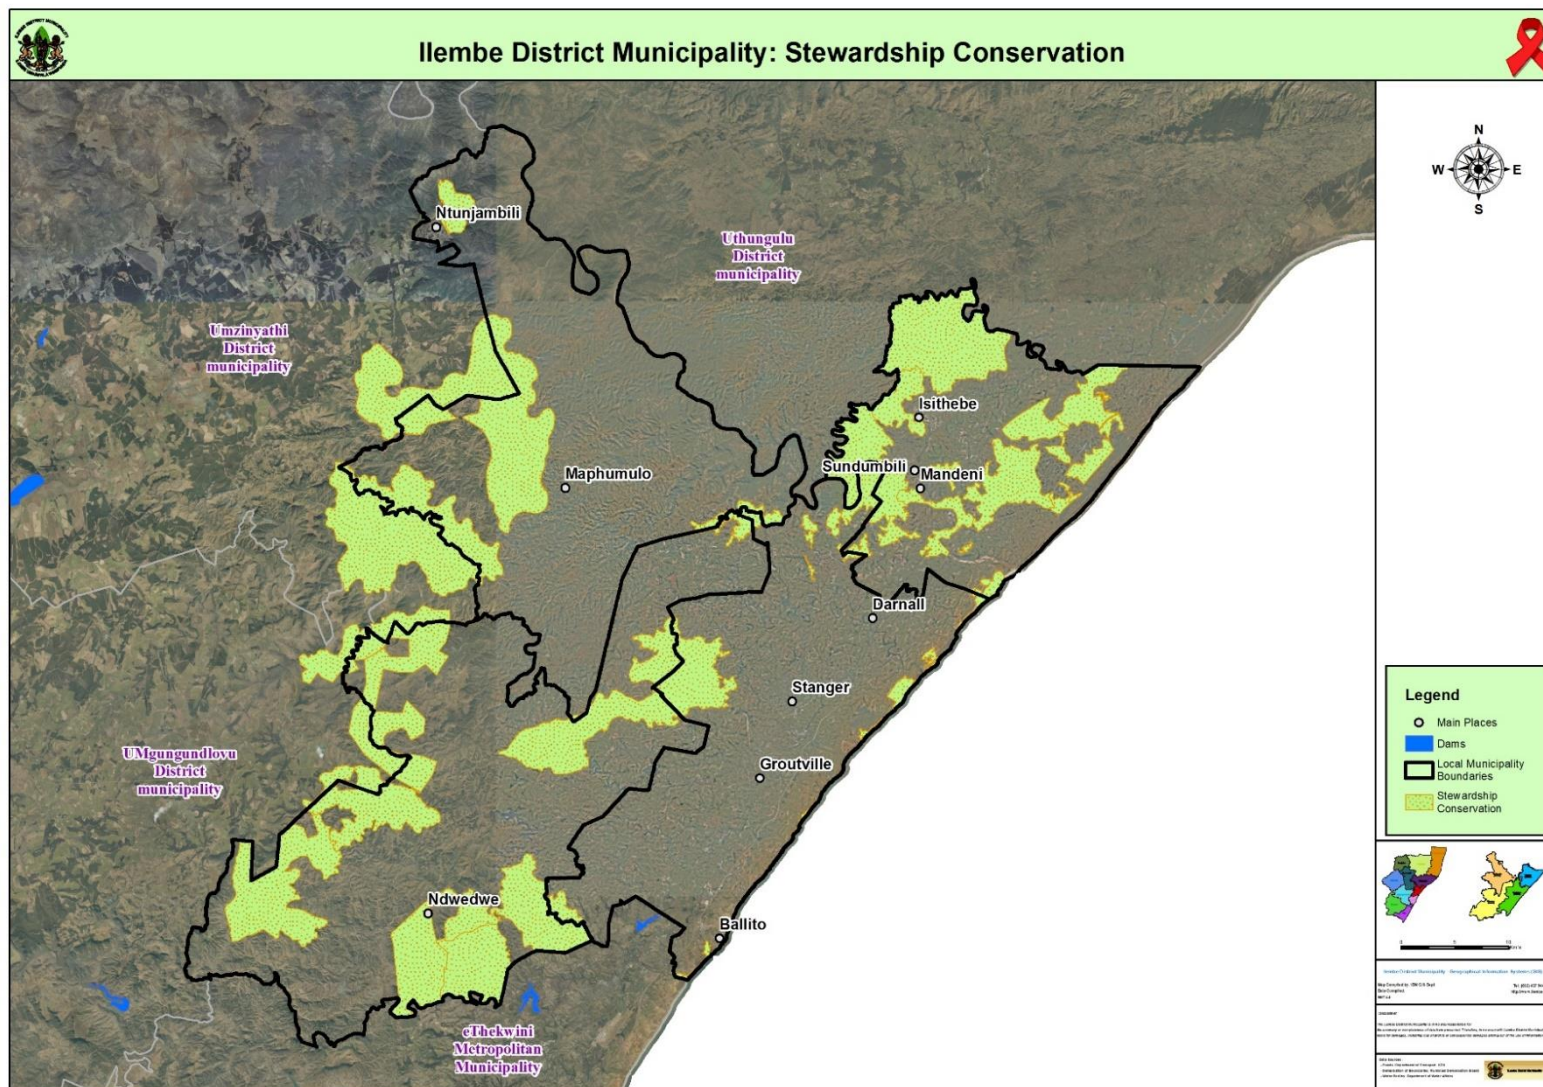 Ilembe District Municipality: Stewardship Conservation
N
W
E
S
Ntunjambili
Uthungulu
District
municipality
Umzinyathi
District
municipality
Isithebe
Sundumbili
Mandeni
Maphumulo
Darnall
Stanger
UMgungundlovu
District
municipality
Groutville
Ndwedwe
Ballito
eThekwini
Metropolitan
Municipality
Legend
Main Places
Dams
Local Municipality
Boundaries
Stewardship
Conservation